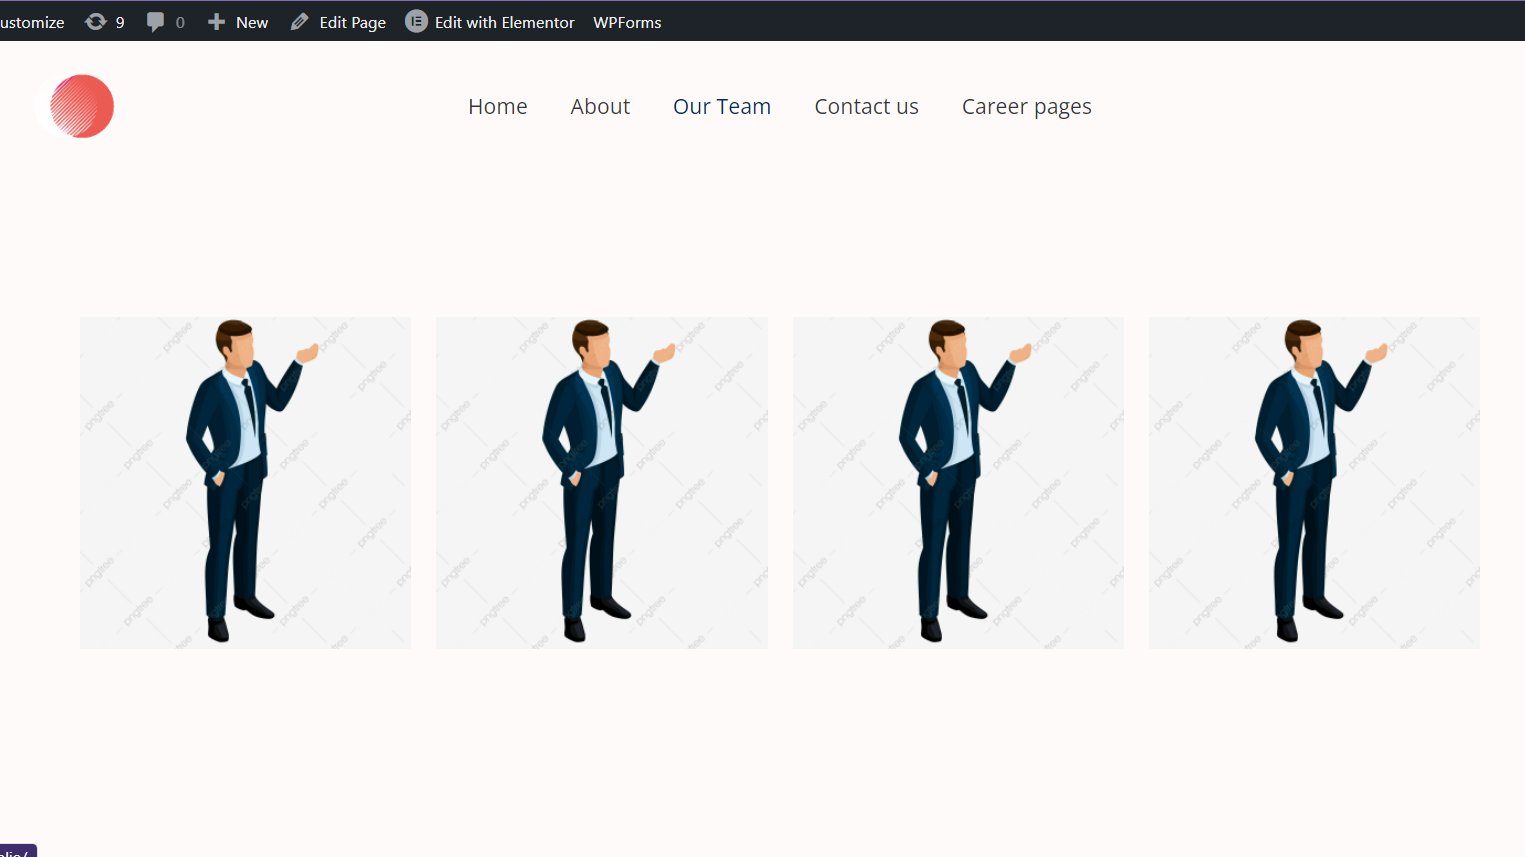 ustomize 9 0 New Edit Page Edit with Elementor WPForms
Home About Our Team Contact us Career pages
pngtree pngtree pngtree pngtree